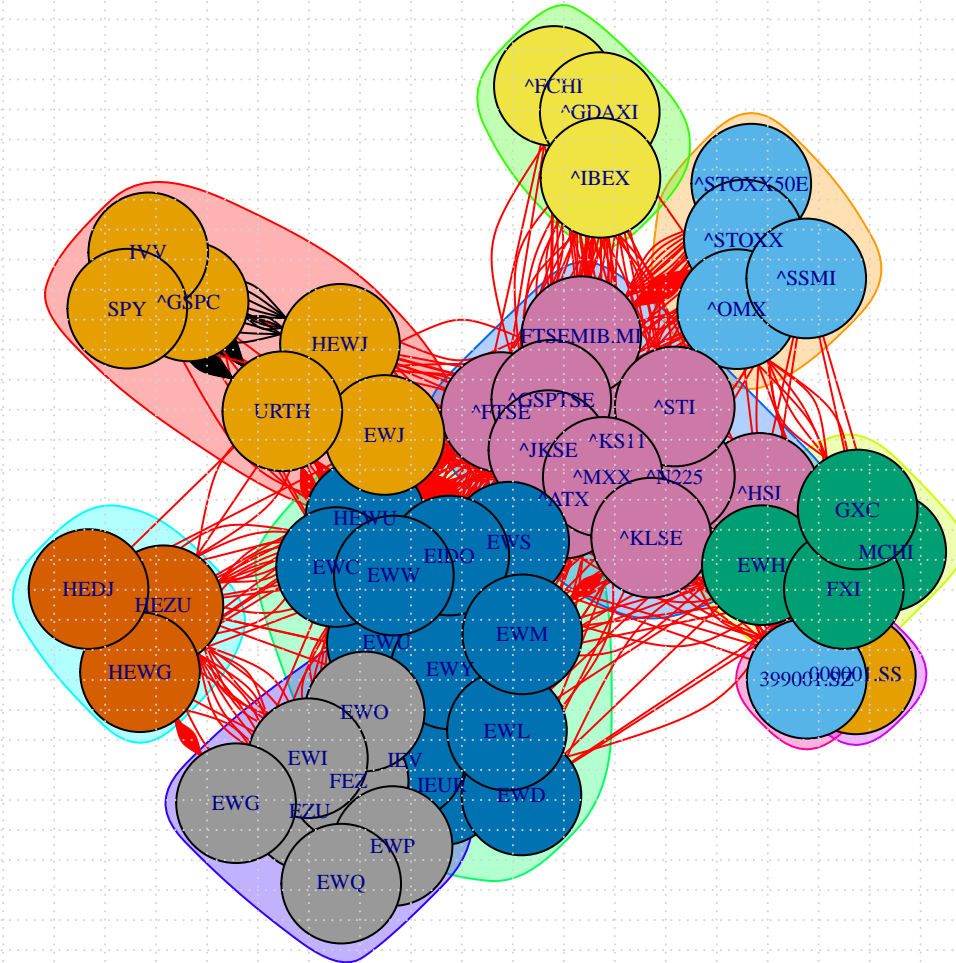 ^FCHI
^GDAXI
^IBEX
^STOXX50E
^STOXX
^SSMI
^OMX
IVV
SPY
^GSPC
HEWJ
URTH
EWJ
FTSEMIB.MI
^FTSE
^GSPTSE
^STI
^JKSE
^KS11
^MXX
^N225
^ATX
^HSI
^KLSE
GXC
MCHI
EWH
FXI
399001.SZ
000001.SS
HEWU
EWC
EWW
EIDO
EWS
EWU
EWY
EWM
EWL
EWD
IEUR
IEV
HEDJ
HEZU
HEWG
EWO
EWI
FEZ
EWG
EZU
EWP
EWQ